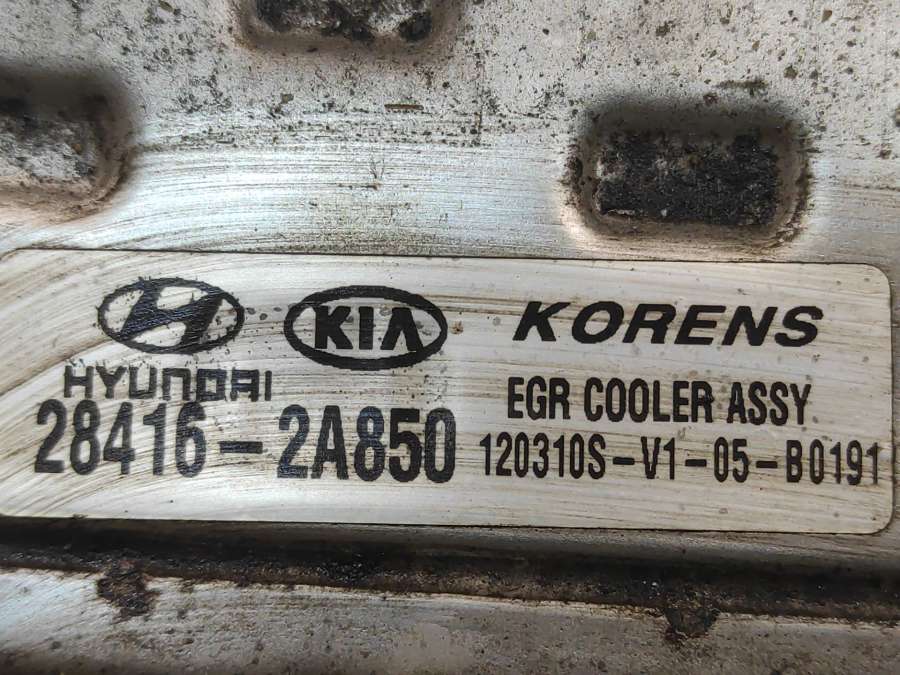 KIA KORENS
HYUNDAI EGR COOLER ASSY
28416-2A850 120310S-V1-05-B0191